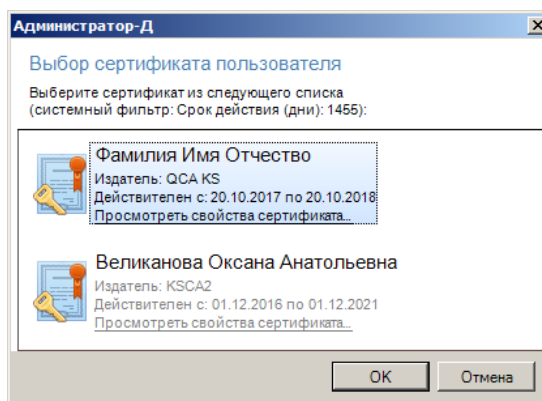 Администратор-Д
Выбор сертификата пользователя
Выберите сертификат из следующего списка
(системный фильтр: Срок действия (дни): 1455):
Фамилия Имя Отчество
Издатель: QCA KS
Действителен с: 20.10.2017 по 20.10.2018
Просмотреть свойства сертификата...
Великанова Оксана Анатольевна
Издатель: KSCA2
Действителен с: 01.12.2016 по 01.12.2021
Просмотреть свойства сертификата...
OK
Отмена